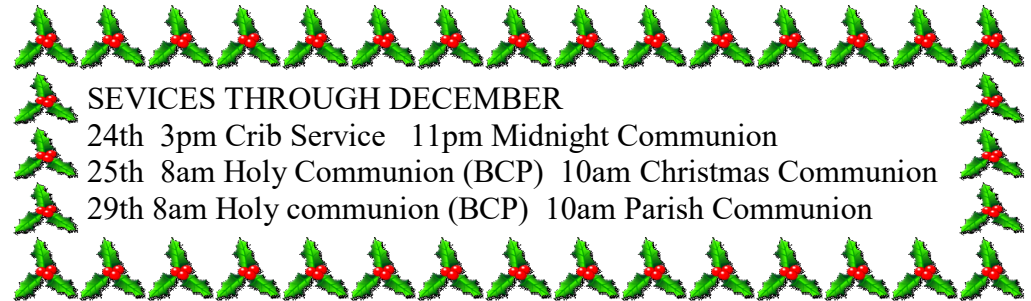 SEVICES THROUGH DECEMBER
24th  3pm Crib Service   11pm Midnight Communion
25th  8am Holy Communion (BCP)  10am Christmas Communion
29th 8am Holy communion (BCP)  10am Parish Communion